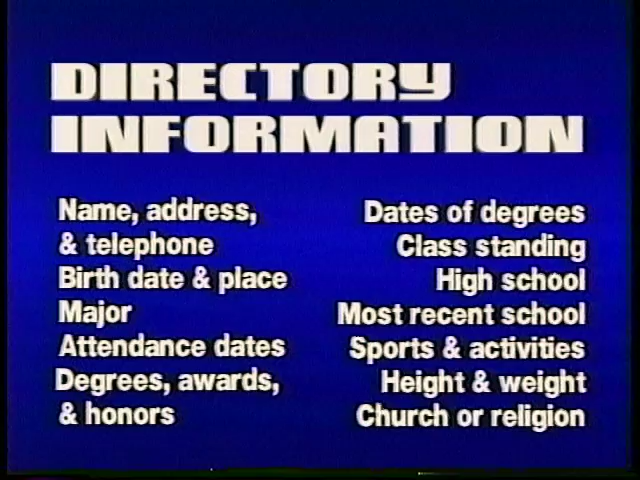 DIRECTORY
INFORMATION
Name, address,
& telephone
Birth date & place
Major
Attendance dates
Degrees, awards,
& honors
Dates of degrees
Class standing
High school
Most recent school
Sports & activities
Height & weight
Church or religion